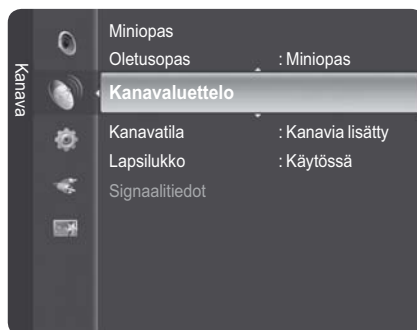 Kanava
Miniopas
Oletusopas : Miniopas
Kanavaluettelo
Kanavatila : Kanavia lisätty
Lapsilukko : Käytössä
Signaalitiedot